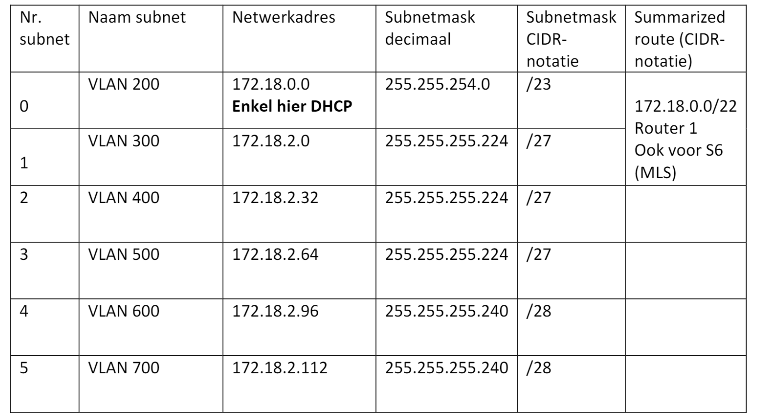 Nr. subnet
Naam subnet
Netwerkadres
Subnetmask decimaal
Subnetmask CIDR-notatie
Summarized route (CIDR-notatie)
0
VLAN 200
172.18.0.0
Enkel hier DHCP
255.255.254.0
/23
172.18.0.0/22
Router 1
Ook voor S6
(MLS)
1
VLAN 300
172.18.2.0
255.255.255.224
/27
2
VLAN 400
172.18.2.32
255.255.255.224
/27
3
VLAN 500
172.18.2.64
255.255.255.224
/27
4
VLAN 600
172.18.2.96
255.255.255.240
/28
5
VLAN 700
172.18.2.112
255.255.255.240
/28